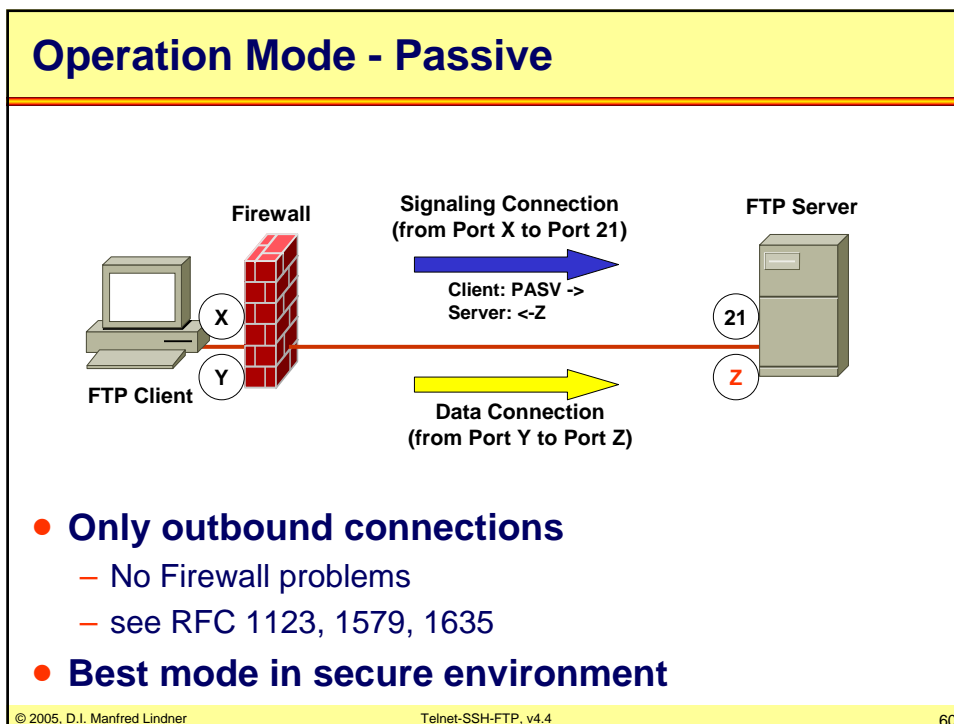 Operation Mode - Passive
Firewall
Signaling Connection
(from Port X to Port 21)
FTP Server
Client: PASV ->
Server: <-Z
X
21
Y
Z
FTP Client
Data Connection
(from Port Y to Port Z)
• Only outbound connections
– No Firewall problems
– see RFC 1123, 1579, 1635
• Best mode in secure environment
© 2005, D.I. Manfred Lindner
Telnet-SSH-FTP, v4.4
60